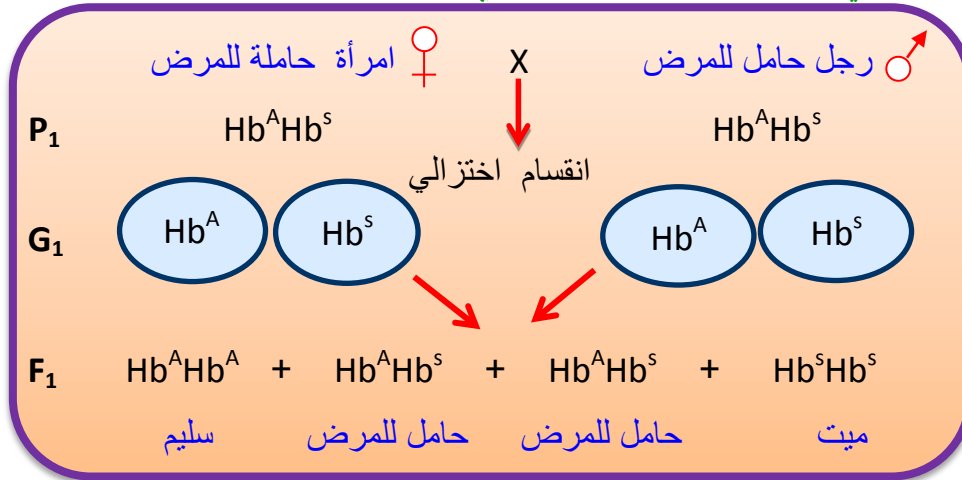 رجل حامل للمرض X امرأة حاملة للمرض
P₁ HbᴬHbˢ HbᴬHbˢ
انقسام اختزالي
G₁ Hbᴬ Hbˢ Hbᴬ Hbˢ
F₁ HbᴬHbᴬ + HbᴬHbˢ + HbᴬHbˢ + HbˢHbˢ
سليم حامل للمرض حامل للمرض ميت